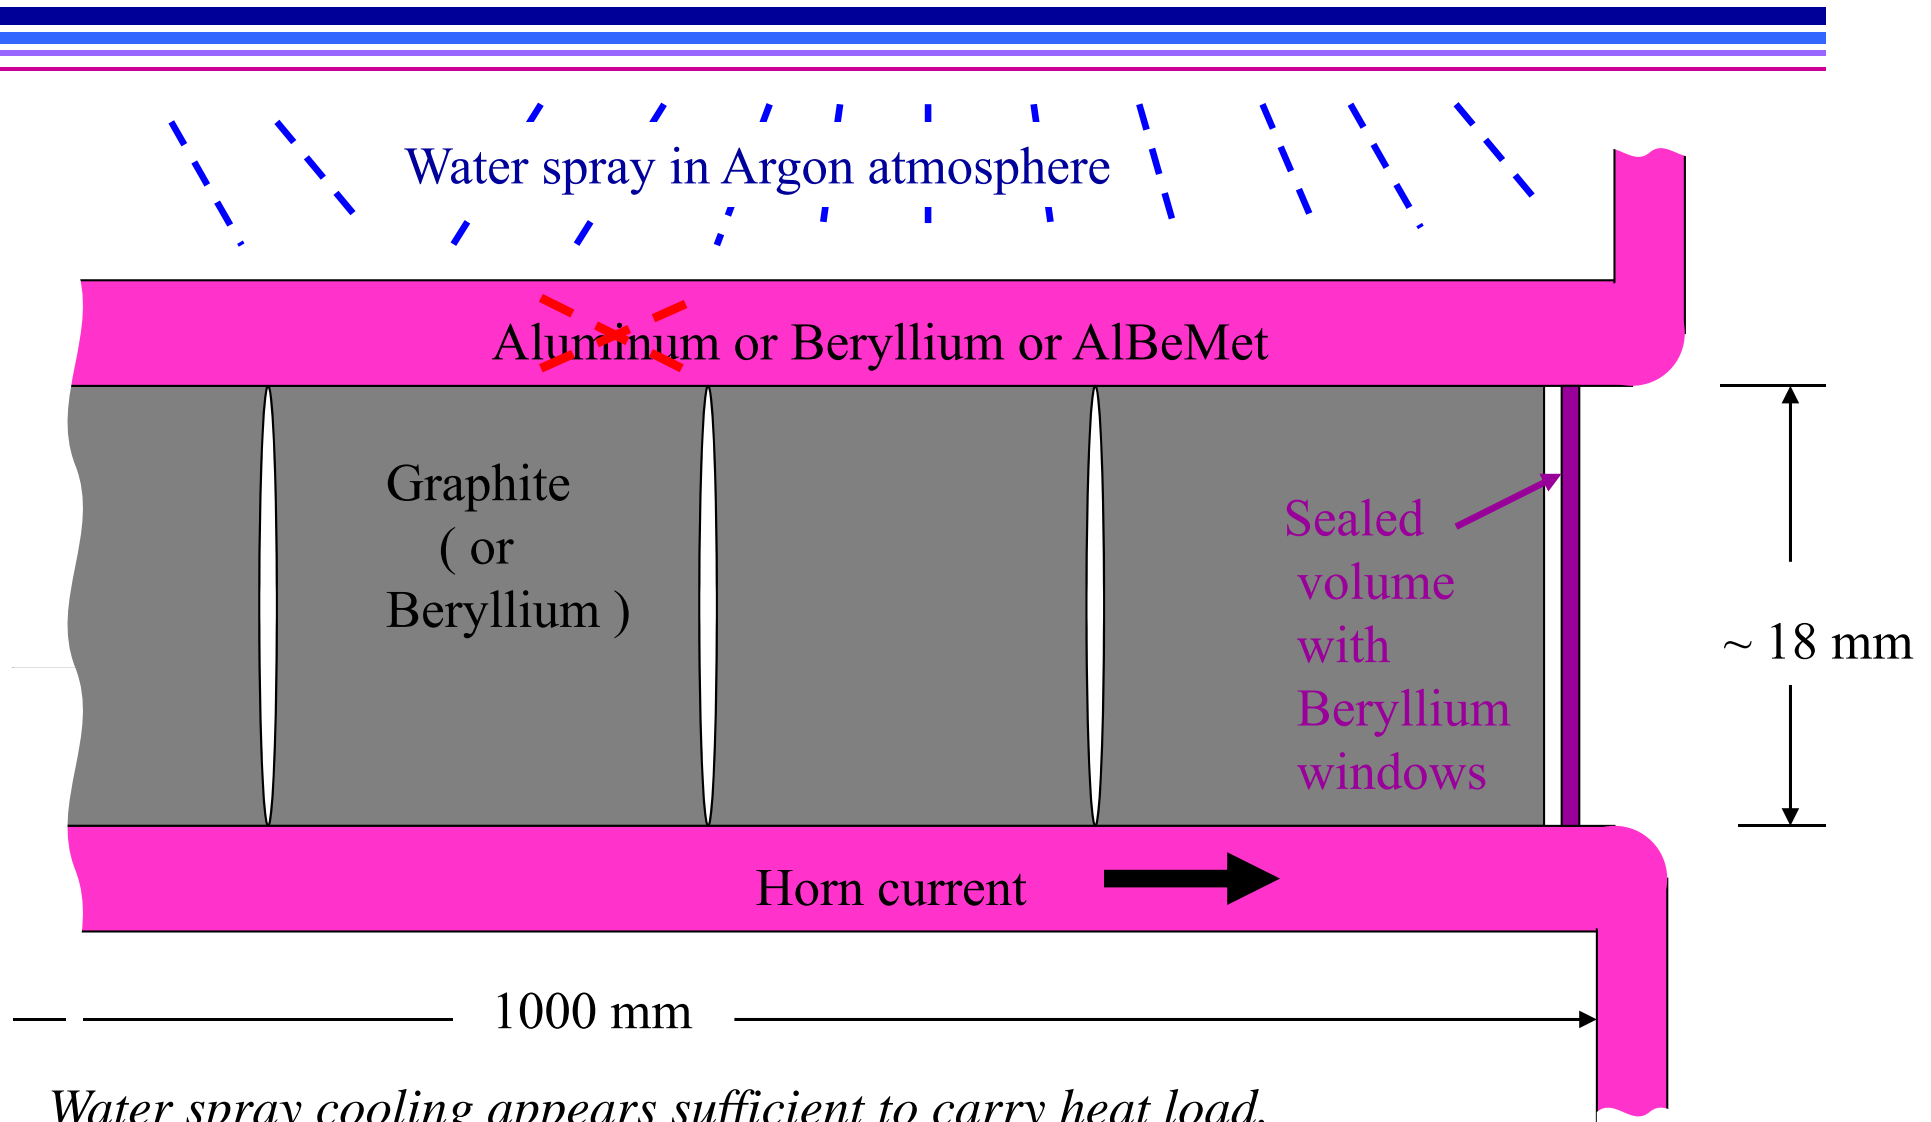 Water spray in Argon atmosphere
Aluminum or Beryllium or AlBeMet
Graphite
( or
Beryllium )
Sealed
volume
with
Beryllium
windows
~ 18 mm
Horn current
1000 mm
Water spray cooling appears sufficient to carry heat load.